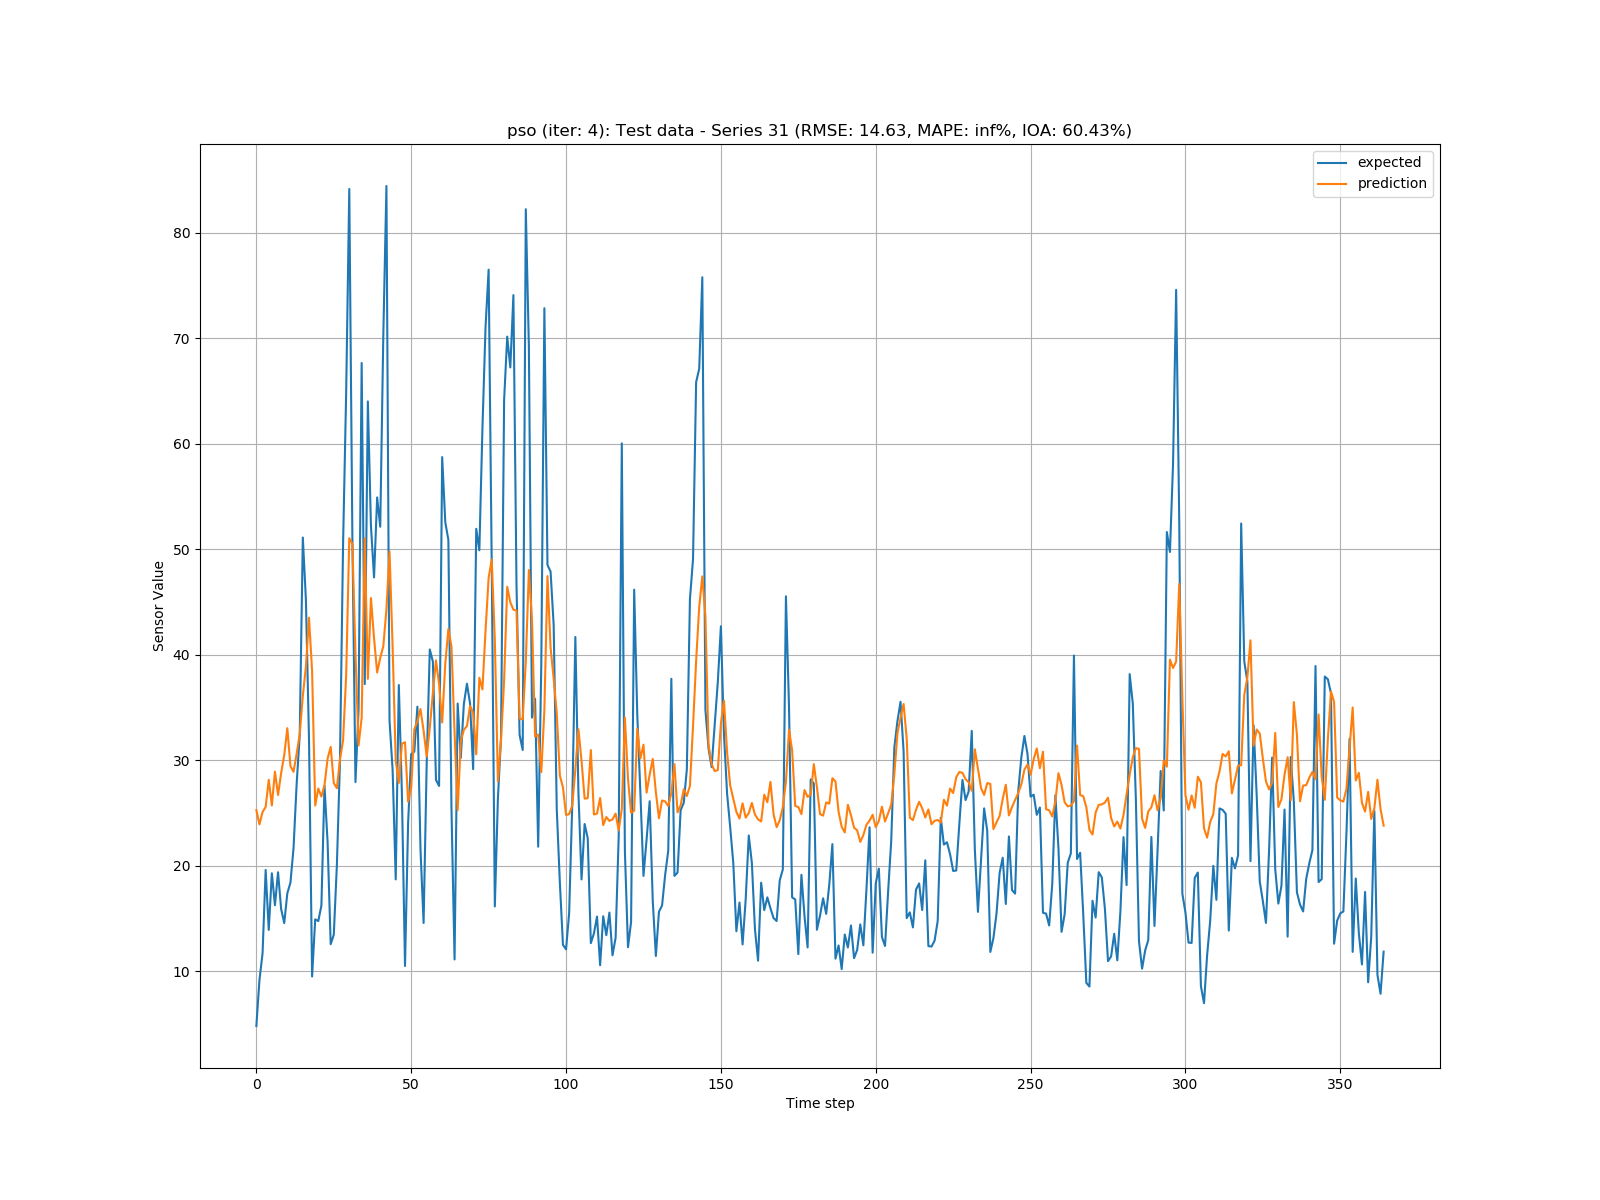 pso (iter: 4): Test data - Series 31 (RMSE: 14.63, MAPE: inf%, IOA: 60.43%)
expected
prediction
80
70
60
50
40
30
20
10
Sensor Value
0 50 100 150 200 250 300 350
Time step